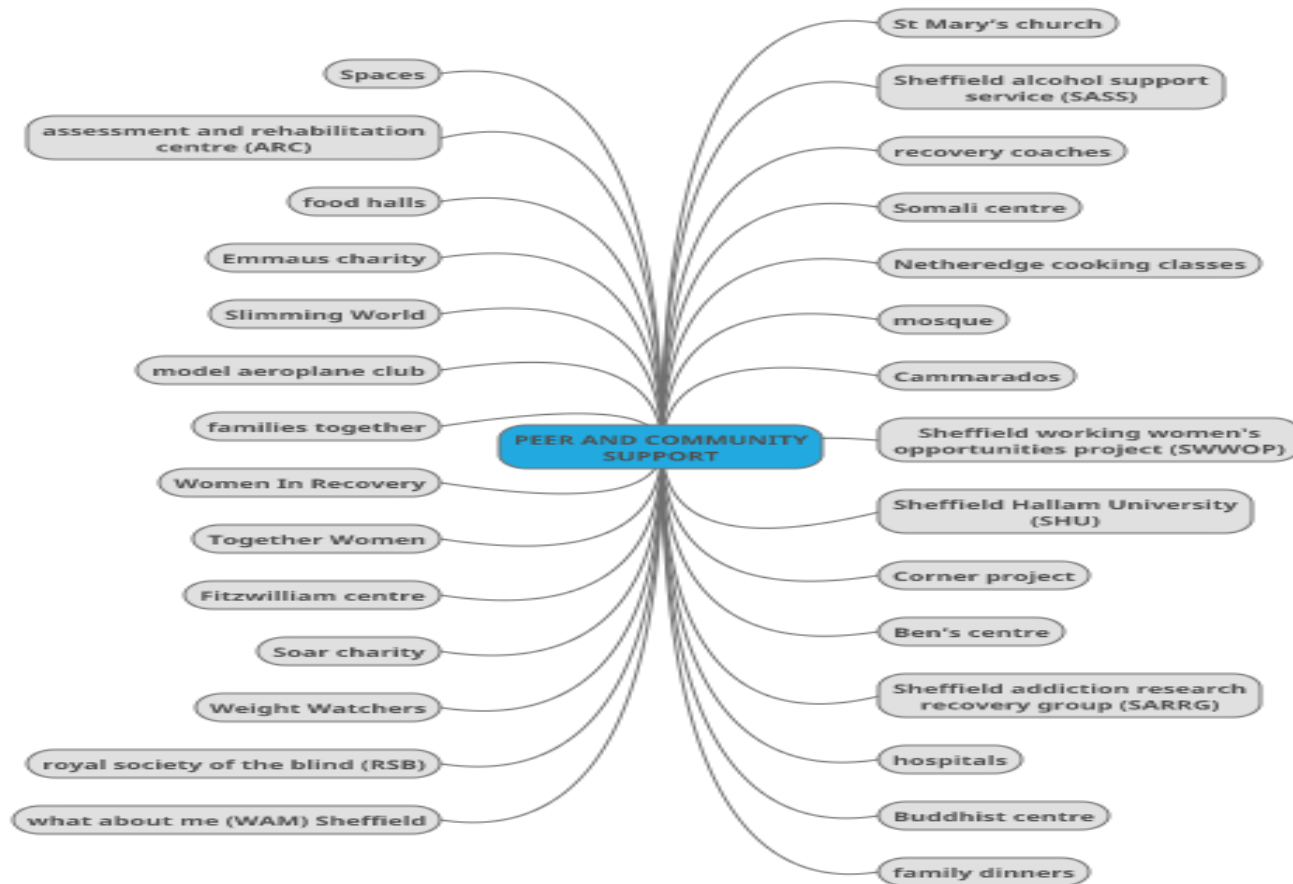 Spaces
assessment and rehabilitation
centre (ARC)
food halls
Emmaus charity
Slimming World
model aeroplane club
families together
Women In Recovery
Together Women
Fitzwilliam centre
Soar charity
Weight Watchers
royal society of the blind (RSB)
what about me (WAM) Sheffield
PEER AND COMMUNITY
SUPPORT
St Mary's church
Sheffield alcohol support
service (SASS)
recovery coaches
Somali centre
Netheredge cooking classes
mosque
Cammarados
Sheffield working women's
opportunities project (SWWOP)
Sheffield Hallam University
(SHU)
Corner project
Ben's centre
Sheffield addiction research
recovery group (SARRG)
hospitals
Buddhist centre
family dinners